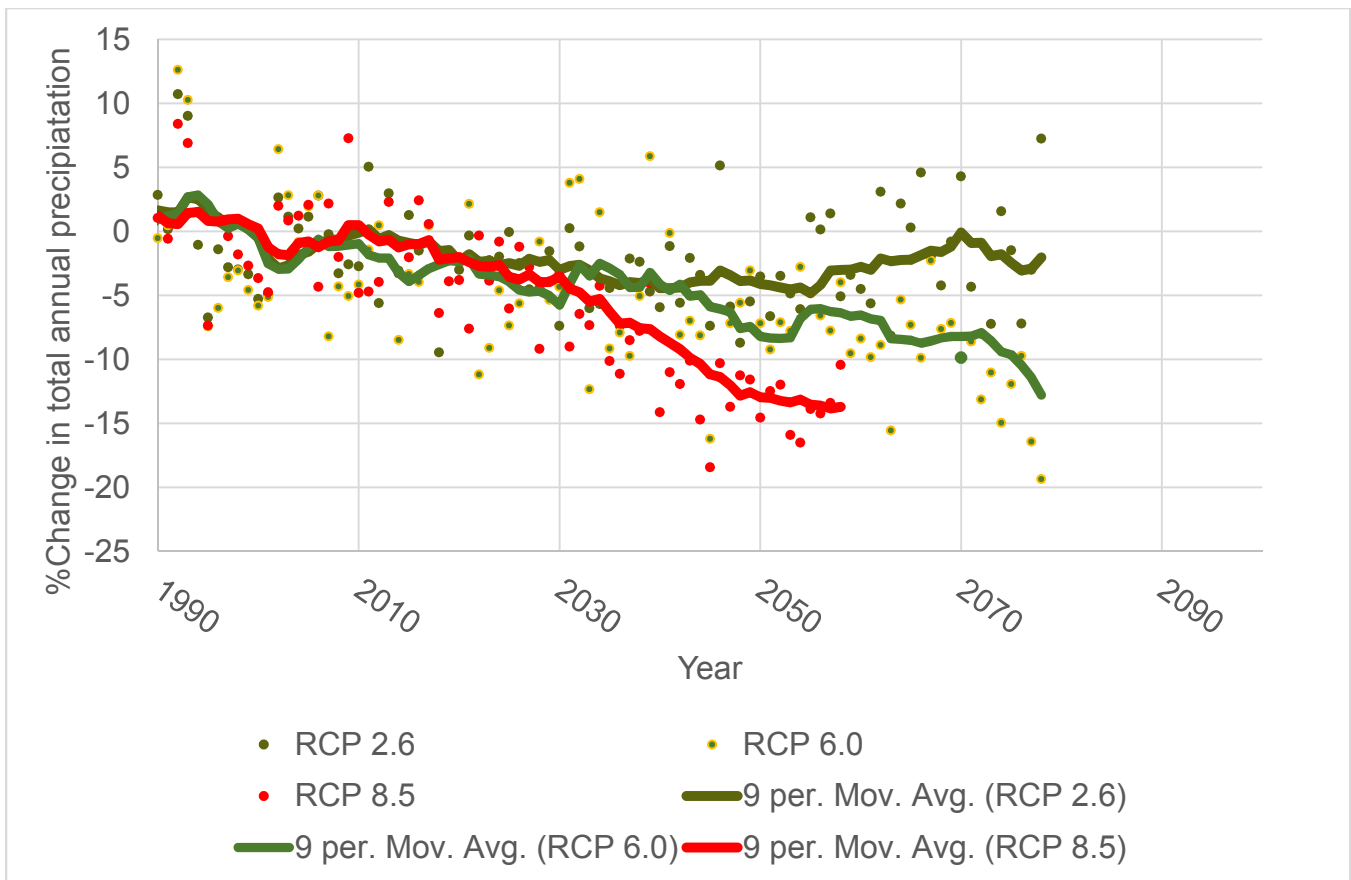 %Change in total annual precipiatation
15
10
5
0
-5
-10
-15
-20
-25
1990
2010
2030
2050
2070
2090
Year
RCP 2.6
RCP 6.0
RCP 8.5
9 per. Mov. Avg. (RCP 2.6)
9 per. Mov. Avg. (RCP 6.0)
9 per. Mov. Avg. (RCP 8.5)